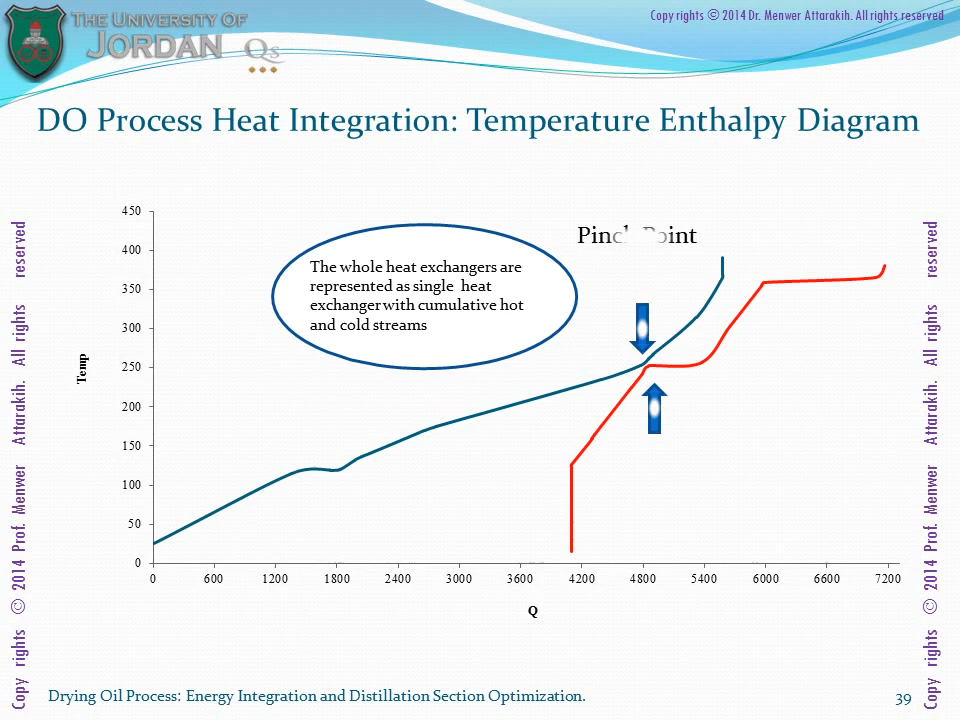 THE UNIVERSITY OF
JORDAN Qs
Copy rights © 2014 Dr. Menwer Attarakih. All rights reserved
DO Process Heat Integration: Temperature Enthalpy Diagram
Copy rights © 2014 Prof. Menwer Attarakih. All rights reserved
450
400
350
300
250
200
150
100
50
0
Temp
Pinch Point
The whole heat exchangers are
represented as single heat
exchanger with cumulative hot
and cold streams
0 600 1200 1800 2400 3000 3600 4200 4800 5400 6000 6600 7200
Q
Copy rights © 2014 Prof. Menwer Attarakih. All rights reserved
Drying Oil Process: Energy Integration and Distillation Section Optimization.
39